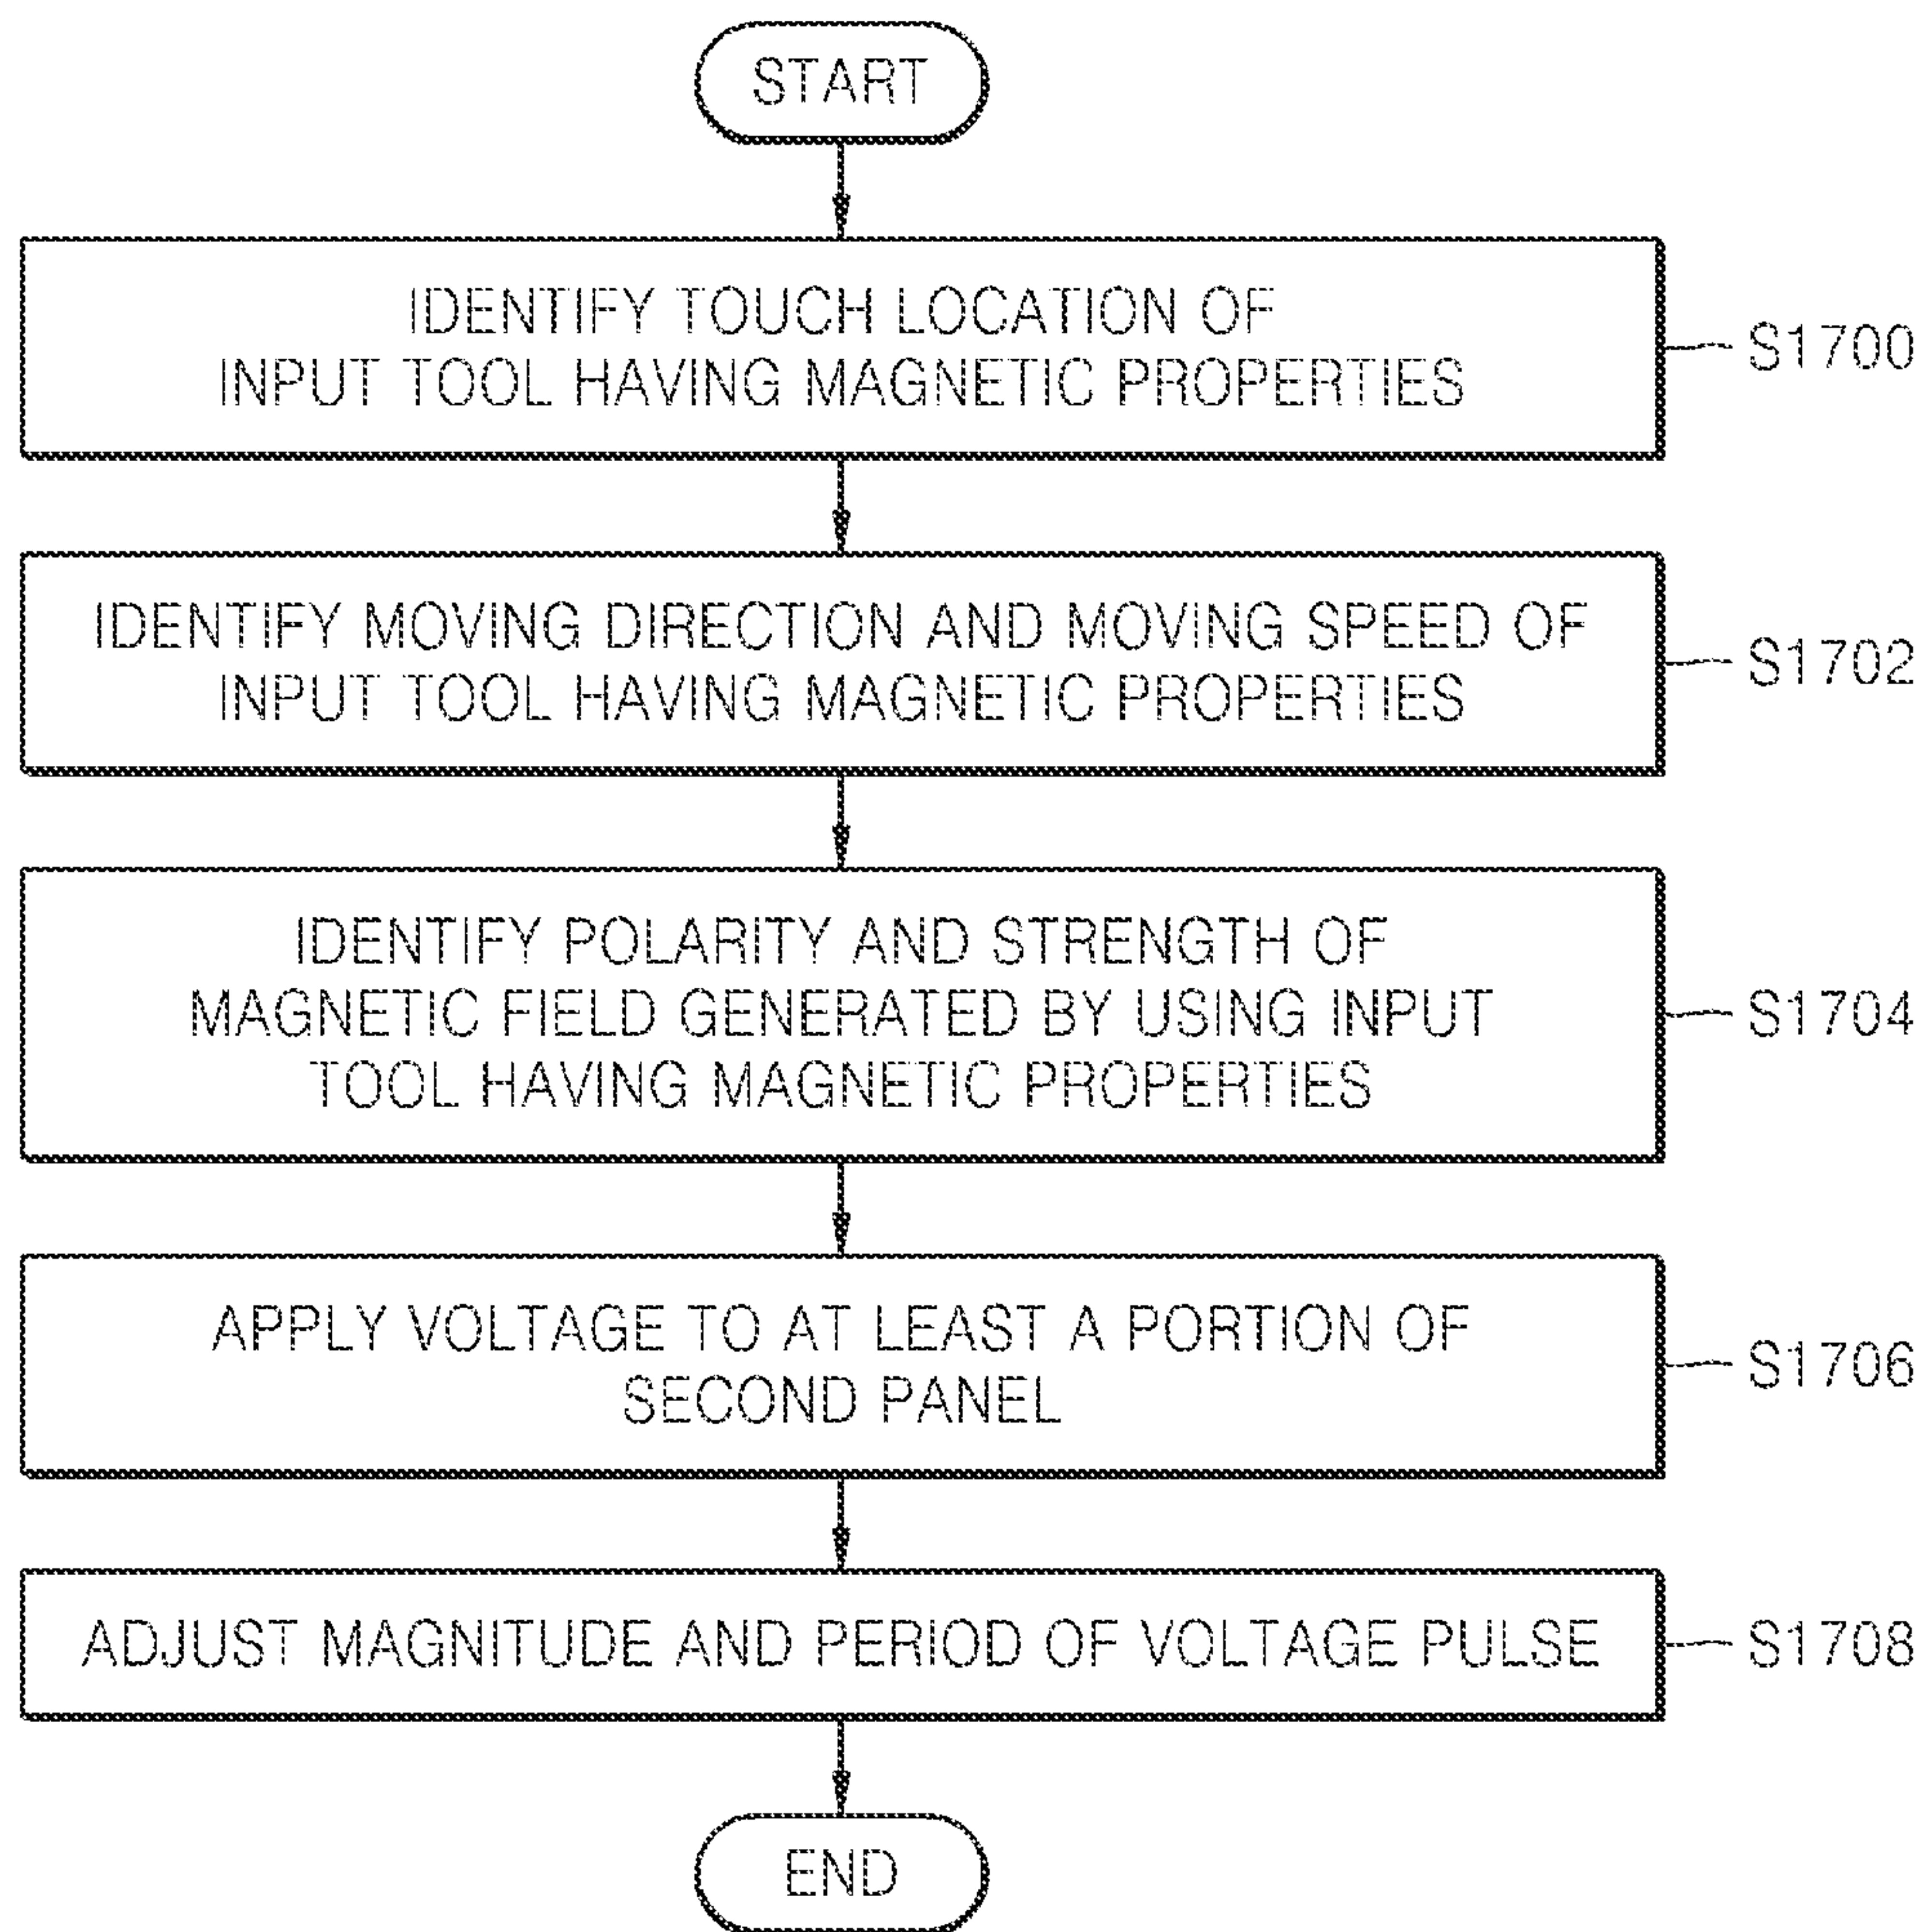 START
IDENTIFY TOUCH LOCATION OF
INPUT TOOL HAVING MAGNETIC PROPERTIES
S1700
IDENTIFY MOVING DIRECTION AND MOVING SPEED OF
INPUT TOOL HAVING MAGNETIC PROPERTIES
S1702
IDENTIFY POLARITY AND STRENGTH OF
MAGNETIC FIELD GENERATED BY USING INPUT
TOOL HAVING MAGNETIC PROPERTIES
S1704
APPLY VOLTAGE TO AT LEAST A PORTION OF
SECOND PANEL
S1706
ADJUST MAGNITUDE AND PERIOD OF VOLTAGE PULSE
S1708
END